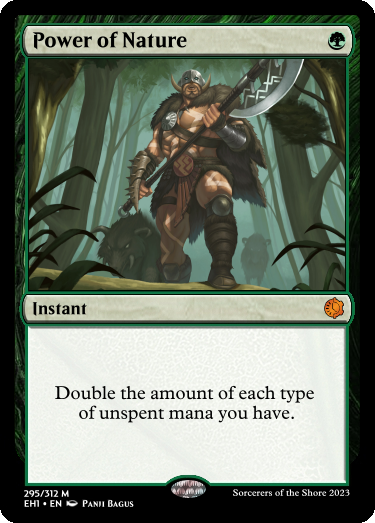 Power of Nature
Instant
Double the amount of each type
of unspent mana you have.
295/312 M
Sorcerers of the Shore 2023
EH1 • EN Panji Bagus